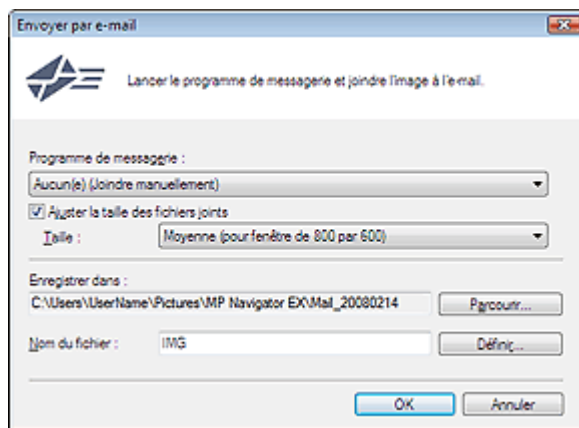 Envoyer par e-mail
Lancer le programme de messagerie et joindre l'image à l'e-mail.
Programme de messagerie :
Aucun(e) (Joindre manuellement)
Ajuster la taille des fichiers joints
Taille : Moyenne (pour fenêtre de 800 par 600)
Enregistrer dans :
C:\Users\UserName\Pictures\MP Navigator EX\Mail_20080214 Parcourir...
Nom du fichier : IMG Définir...
OK Annuler